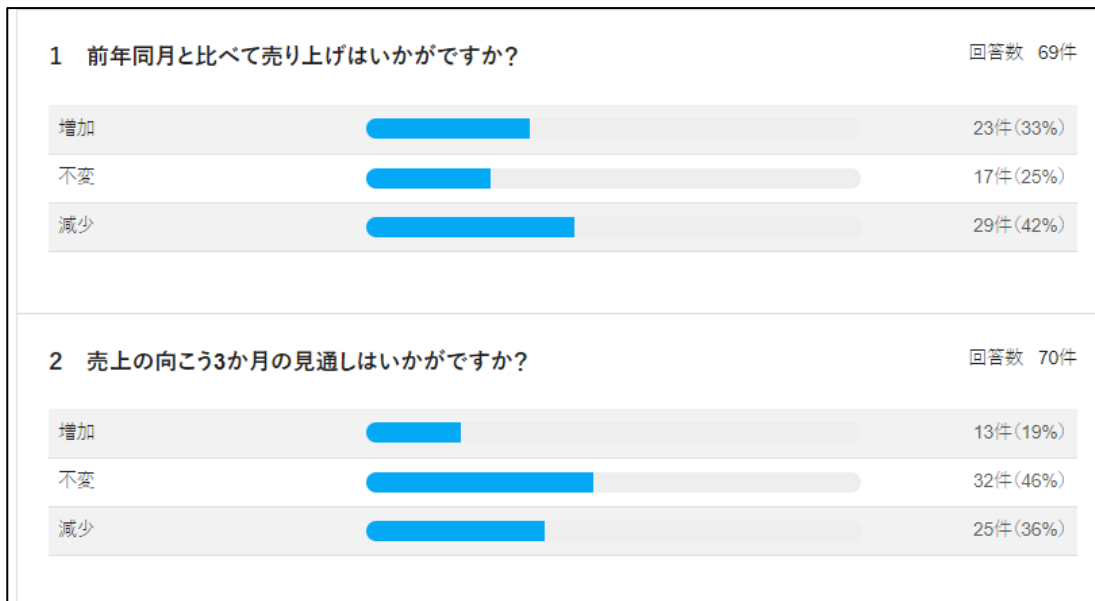 1 前年同月と比べて売り上げはいかがですか？ 回答数 69件
増加 23件(33%)
不変 17件(25%)
減少 29件(42%)
2 売上の向こう3か月の見通しはいかがですか？ 回答数 70件
増加 13件(19%)
不変 32件(46%)
減少 25件(36%)